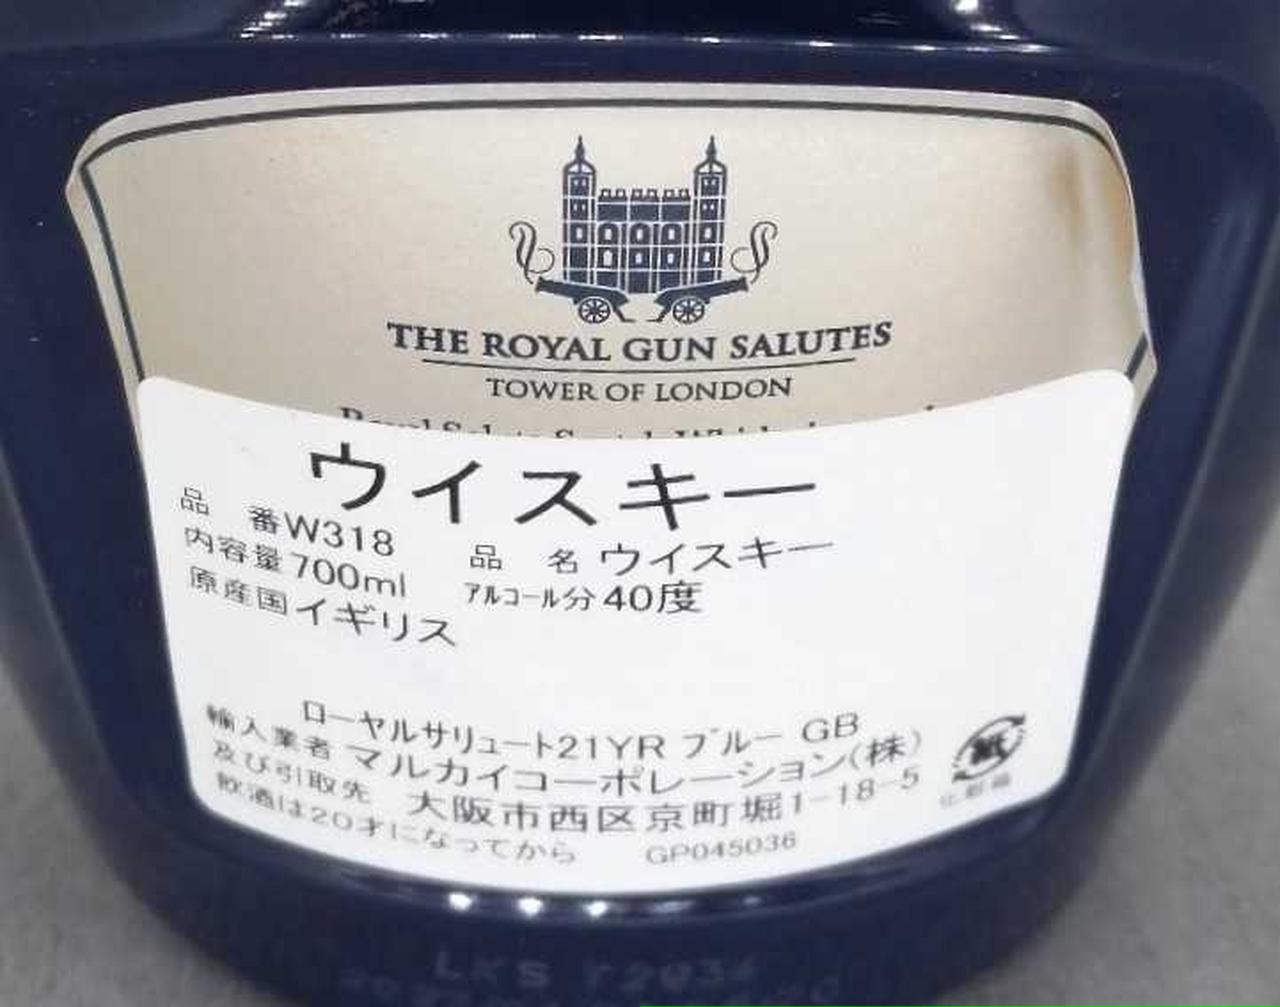 THE ROYAL GUN SALUTES
TOWER OF LONDON
ウイスキー
品 番W318
品 名 ウイスキー
内容量700ml
アルコール分40度
原産国イギリス
ローヤルサリュート21YR ブルー GB
輸入業者 マルカイコーポレーション(株)
及び引取先 大阪市西区京町堀1-18-5
飲酒は20才になってから GP045036
紙
化粧箱